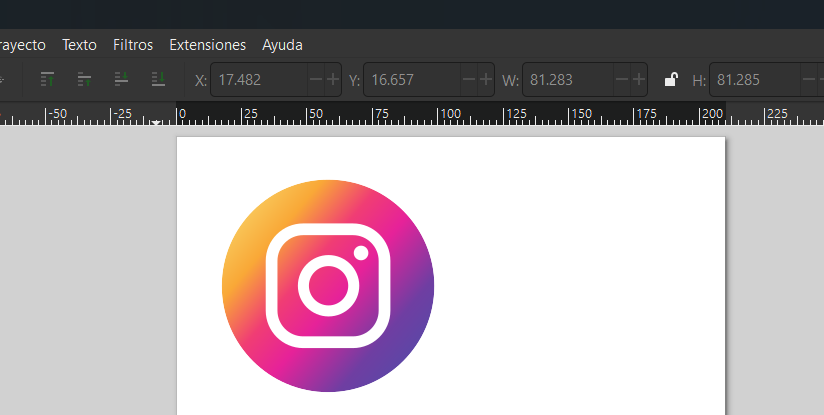 rayecto Texto Filtros Extensiones Ayuda
X: 17.482 Y: 16.657 W: 81.283 H: 81.285
-50 -25 0 25 50 75 100 125 150 175 200 225